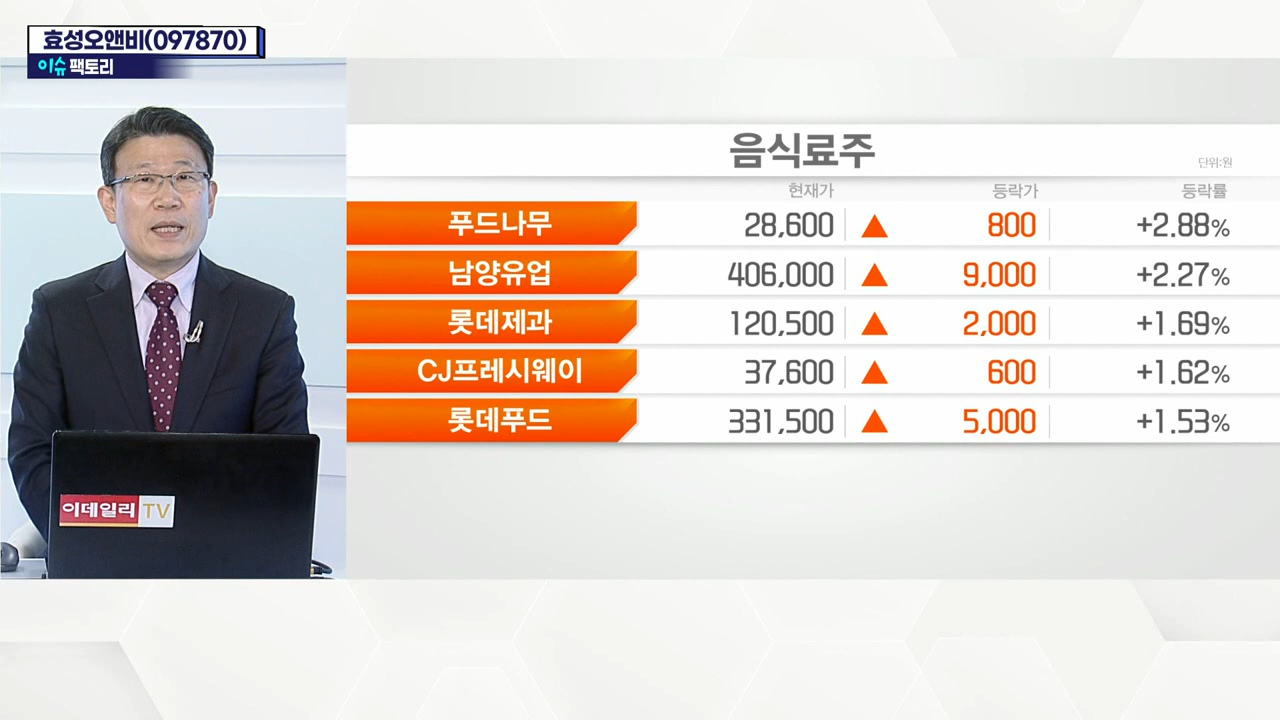 효성오앤비(097870)
이슈 팩토리
음식료주
단위:원
현재가 등락가 등락률
푸드나무 28,600 ▲ 800 +2.88%
남양유업 406,000 ▲ 9,000 +2.27%
롯데제과 120,500 ▲ 2,000 +1.69%
CJ프레시웨이 37,600 ▲ 600 +1.62%
롯데푸드 331,500 ▲ 5,000 +1.53%
이데일리 TV